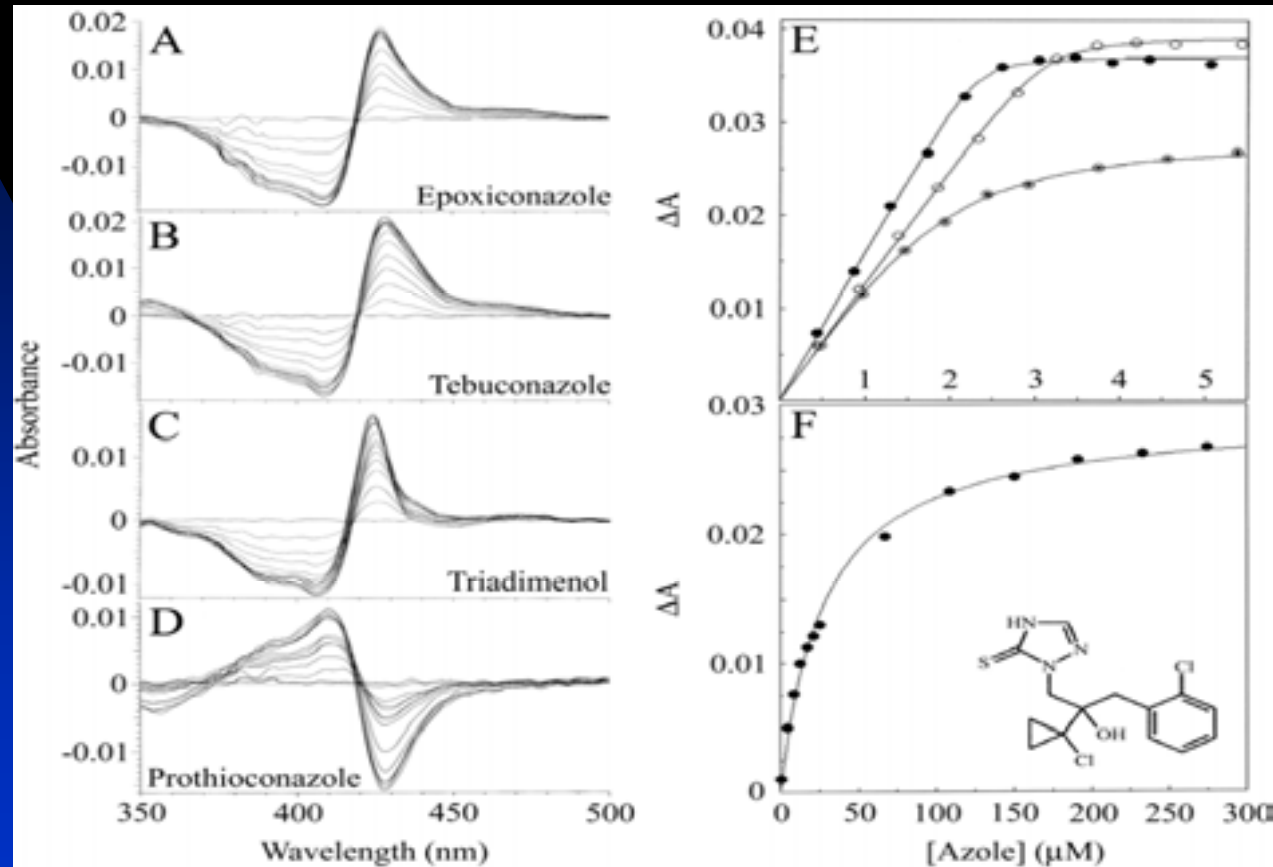 A
0.02
0.01
0
-0.01
Epoxiconazole
B
0.02
0.01
0
-0.01
Tebuconazole
C
0.01
0
-0.01
Triadimenol
D
0.01
0
-0.01
Prothioconazole
350 400 450 500
Wavelength (nm)
Absorbance
E
0.04
0.03
0.02
0.01
ΔA
1 2 3 4 5
F
0.03
0.02
0.01
0
ΔA
HN
N
S
N
Cl
OH
Cl
0 50 100 150 200 250 300
[Azole] (µM)